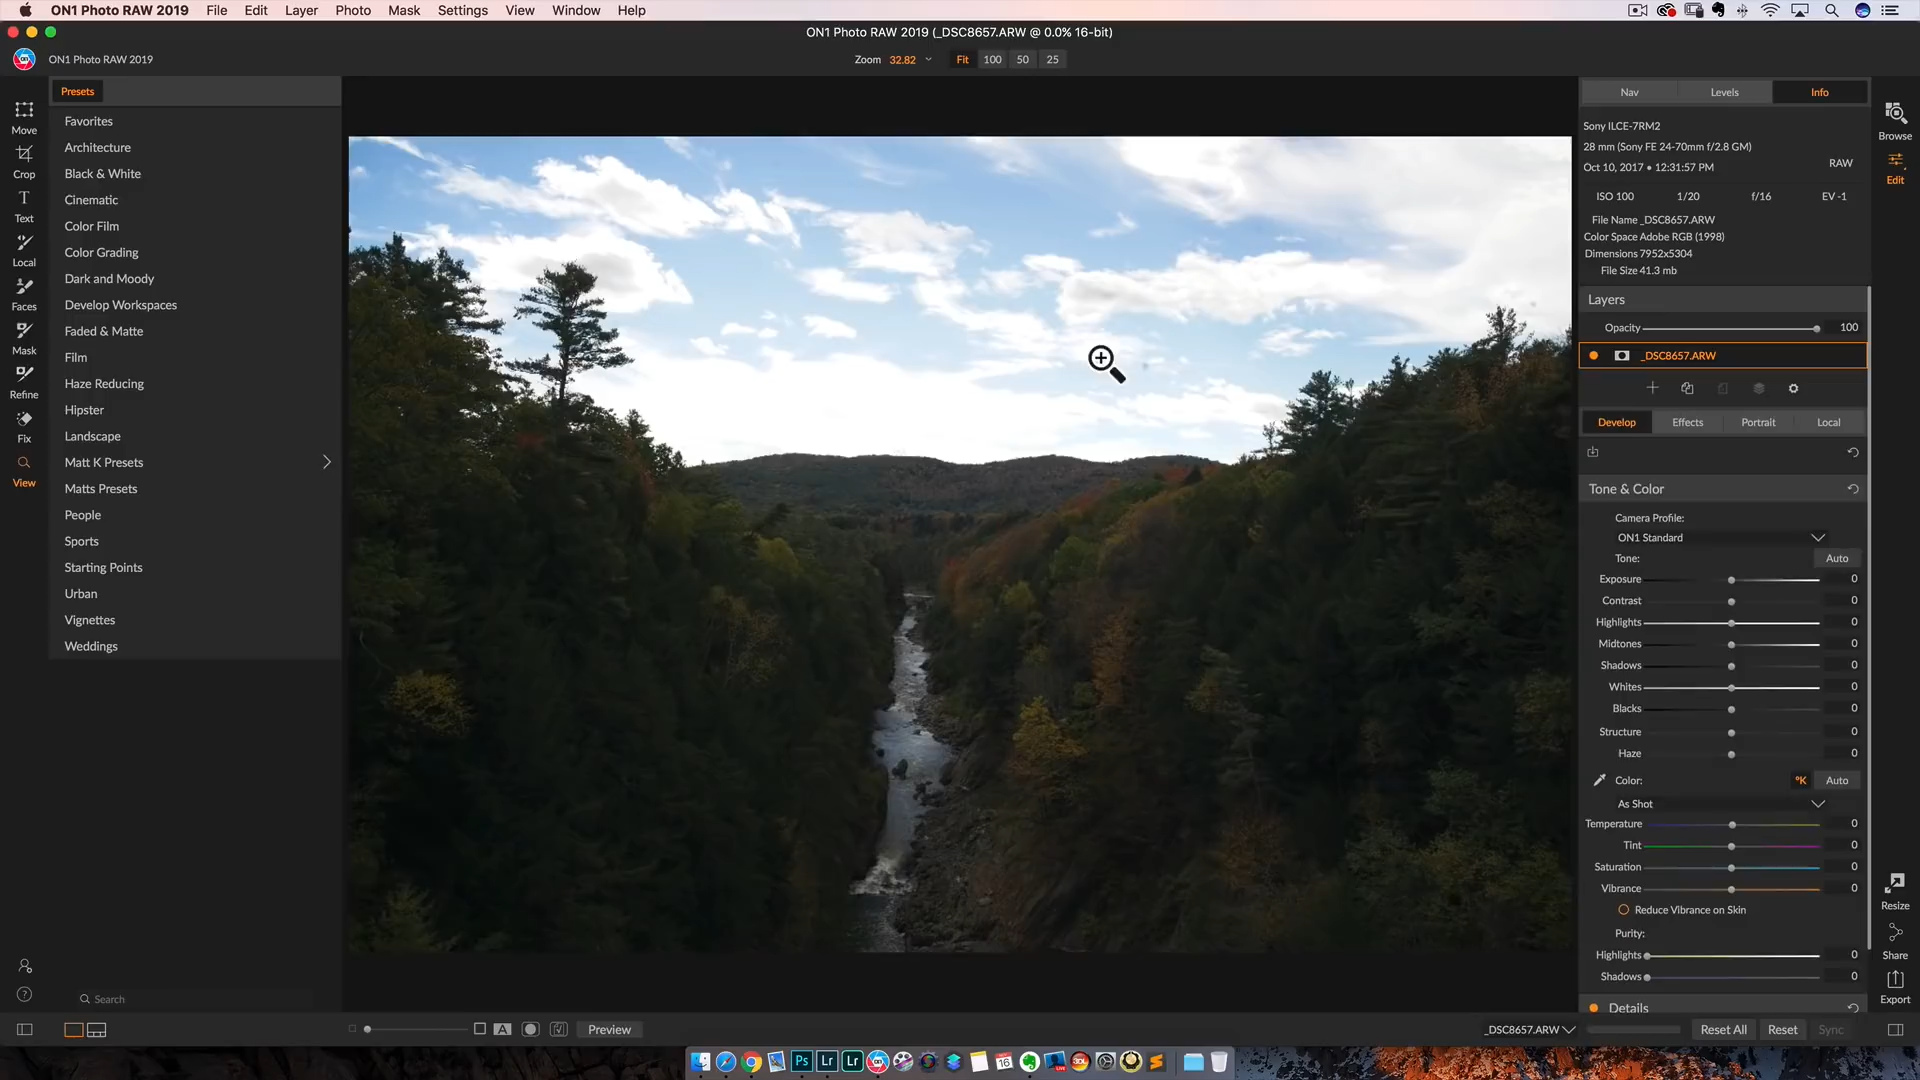 ON1 Photo RAW 2019 File Edit Layer Photo Mask Settings View Window Help
ON1 Photo RAW 2019 (_DSC8657.ARW @ 0.0% 16-bit)
ON1 Photo RAW 2019
Zoom 32.82 Fit 100 50 25
Presets
Favorites
Architecture
Black & White
Cinematic
Color Film
Color Grading
Dark and Moody
Develop Workspaces
Faded & Matte
Film
Haze Reducing
Hipster
Landscape
Matt K Presets
Matts Presets
People
Sports
Starting Points
Urban
Vignettes
Weddings
Search
Move
Crop
Text
Local
Faces
Mask
Refine
Fix
View
Nav Levels Info
Sony ILCE-7RM2
28 mm (Sony FE 24-70mm f/2.8 GM)
Oct 10, 2017 • 12:31:57 PM
RAW
ISO 100 1/20 f/16 EV -1
File Name _DSC8657.ARW
Color Space Adobe RGB (1998)
Dimensions 7952x5304
File Size 41.3 mb
Layers
Opacity 100
_DSC8657.ARW
Develop Effects Portrait Local
Tone & Color
Camera Profile:
ON1 Standard
Tone: Auto
Exposure 0
Contrast 0
Highlights 0
Midtones 0
Shadows 0
Whites 0
Blacks 0
Structure 0
Haze 0
Color: °K Auto
As Shot
Temperature 0
Tint 0
Saturation 0
Vibrance 0
Reduce Vibrance on Skin
Purity:
Highlights 0
Shadows 0
Details
Browse
Edit
Resize
Share
Export
A Preview
_DSC8657.ARW Reset All Reset Sync
Ps Lr Lr 16